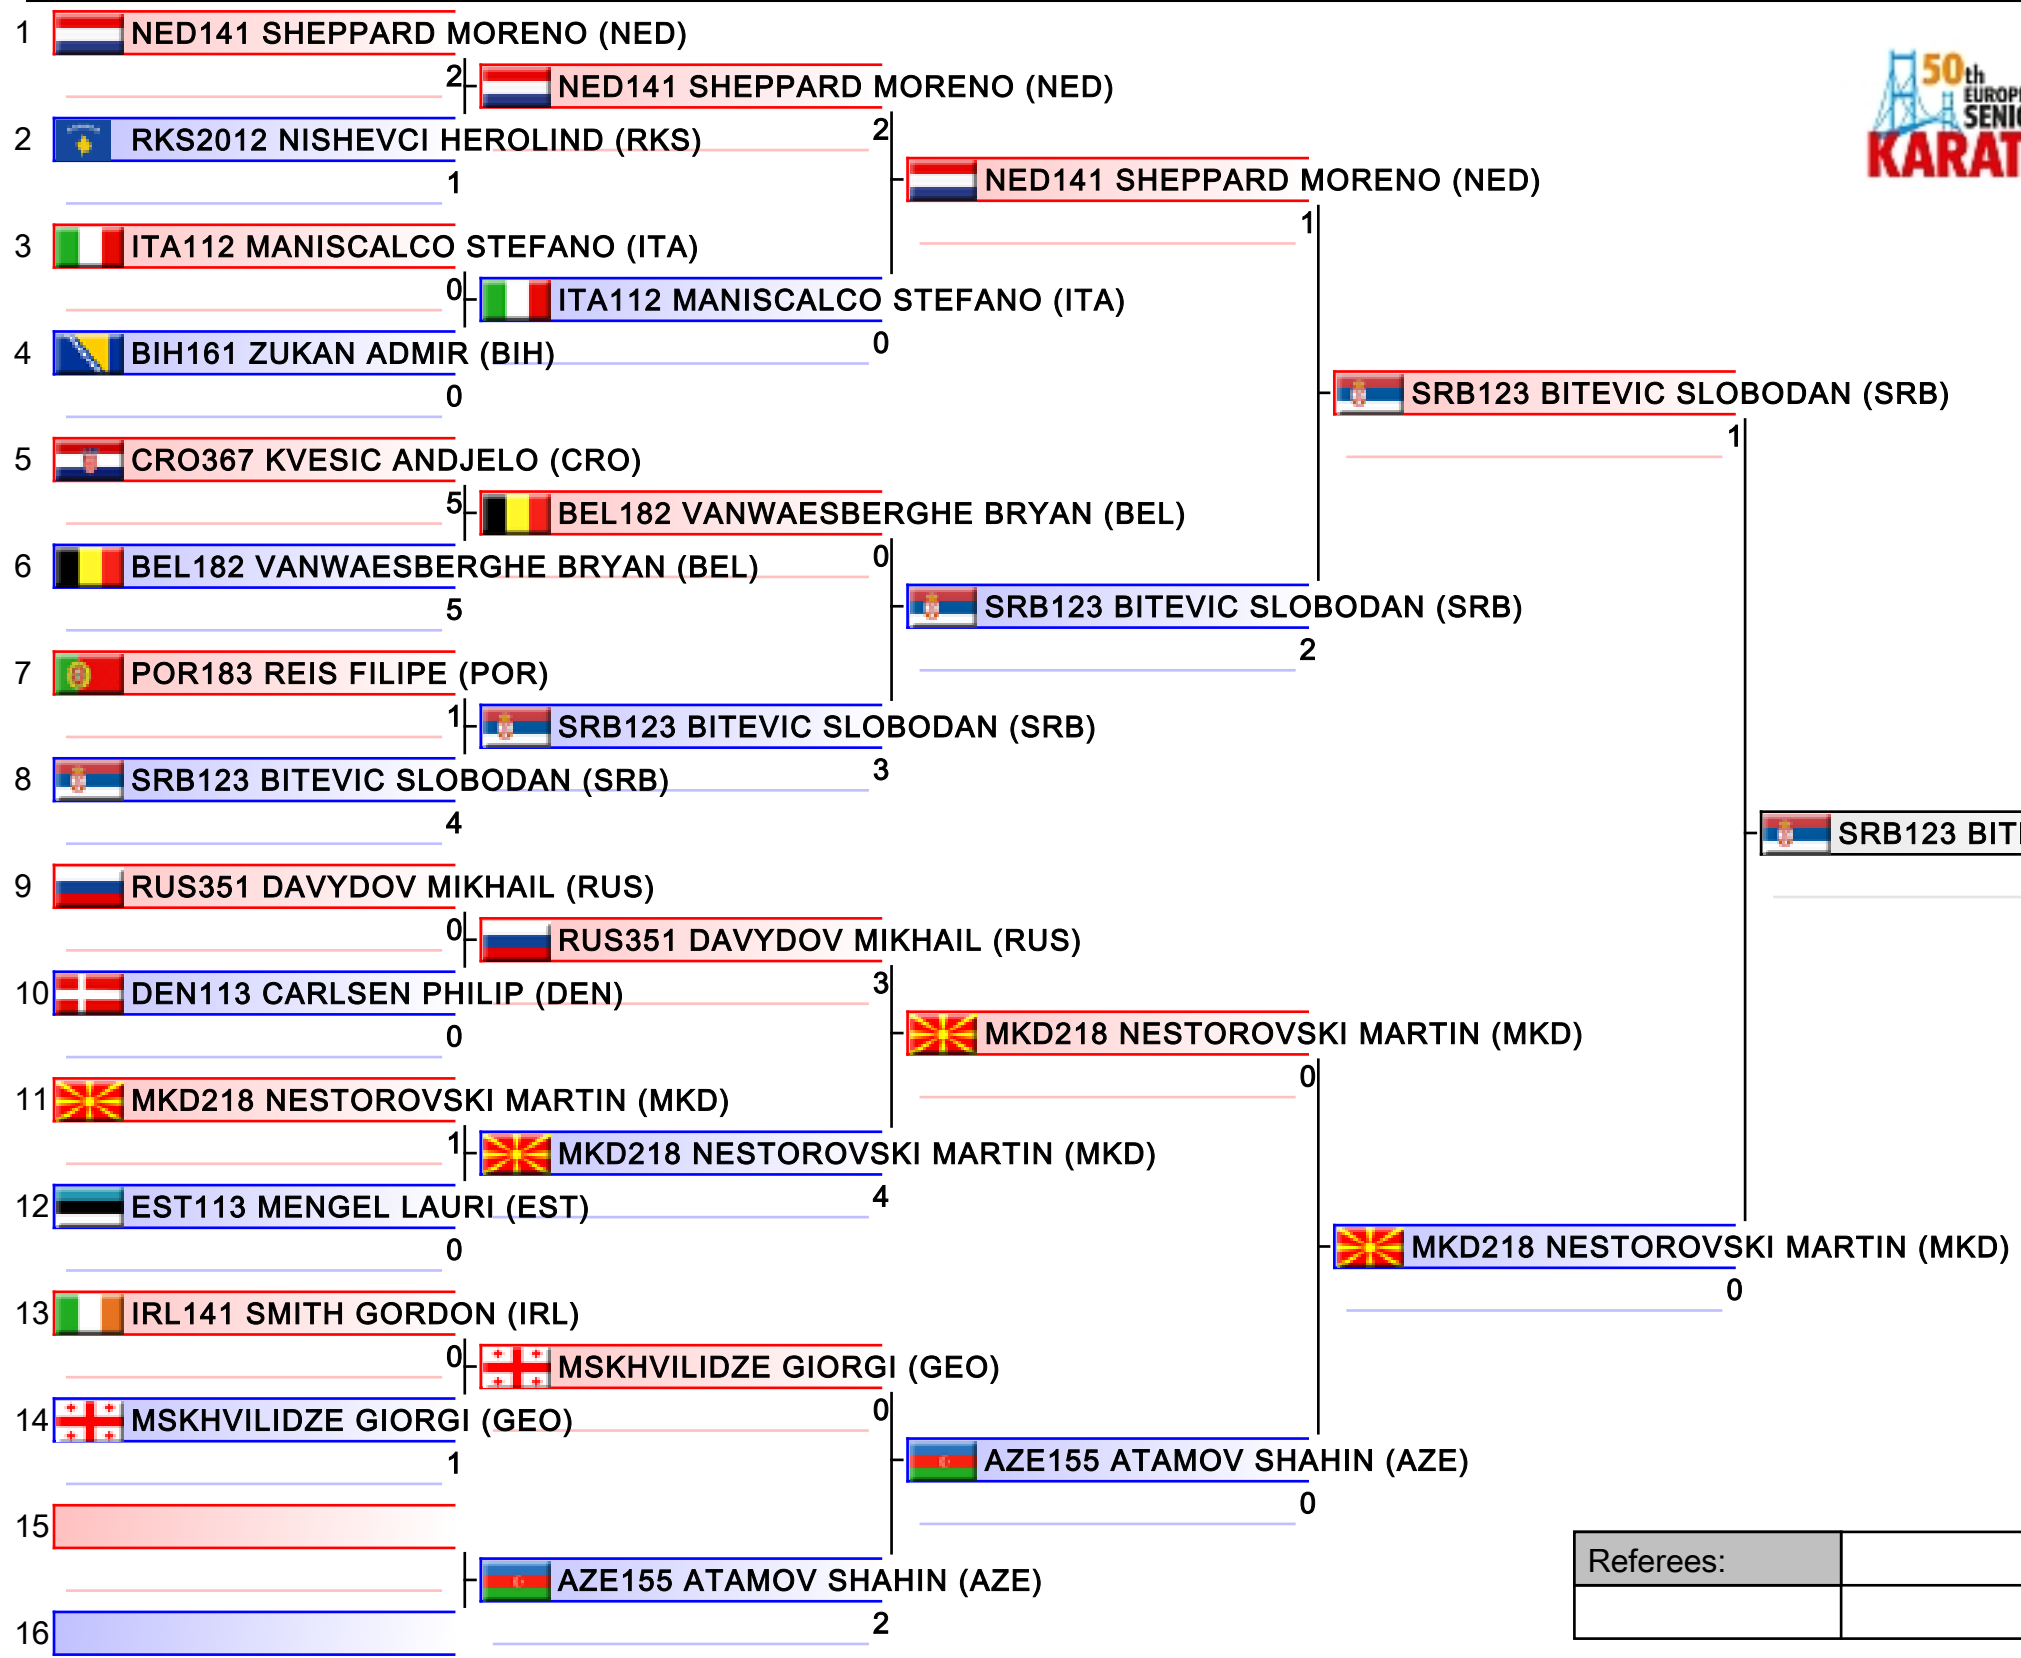 1 NED141 SHEPPARD MORENO (NED)
2
NED141 SHEPPARD MORENO (NED)
2 RKS2012 NISHEVCI HEROLIND (RKS)
1
2
NED141 SHEPPARD MORENO (NED)
1
3 ITA112 MANISCALCO STEFANO (ITA)
0
ITA112 MANISCALCO STEFANO (ITA)
0
4 BIH161 ZUKAN ADMIR (BIH)
0
SRB123 BITEVIC SLOBODAN (SRB)
1
5 CRO367 KVESIC ANDJELO (CRO)
5
BEL182 VANWAESBERGHE BRYAN (BEL)
0
6 BEL182 VANWAESBERGHE BRYAN (BEL)
5
SRB123 BITEVIC SLOBODAN (SRB)
2
7 POR183 REIS FILIPE (POR)
1
SRB123 BITEVIC SLOBODAN (SRB)
3
8 SRB123 BITEVIC SLOBODAN (SRB)
4
SRB123
9 RUS351 DAVYDOV MIKHAIL (RUS)
0
RUS351 DAVYDOV MIKHAIL (RUS)
3
10 DEN113 CARLSEN PHILIP (DEN)
0
MKD218 NESTOROVSKI MARTIN (MKD)
0
11 MKD218 NESTOROVSKI MARTIN (MKD)
1
MKD218 NESTOROVSKI MARTIN (MKD)
4
12 EST113 MENGEL LAURI (EST)
0
MKD218 NESTOROVSKI MARTIN (MKD)
0
13 IRL141 SMITH GORDON (IRL)
0
MSKHVILIDZE GIORGI (GEO)
0
14 MSKHVILIDZE GIORGI (GEO)
1
AZE155 ATAMOV SHAHIN (AZE)
0
15
AZE155 ATAMOV SHAHIN (AZE)
2
16
50th
Referees: